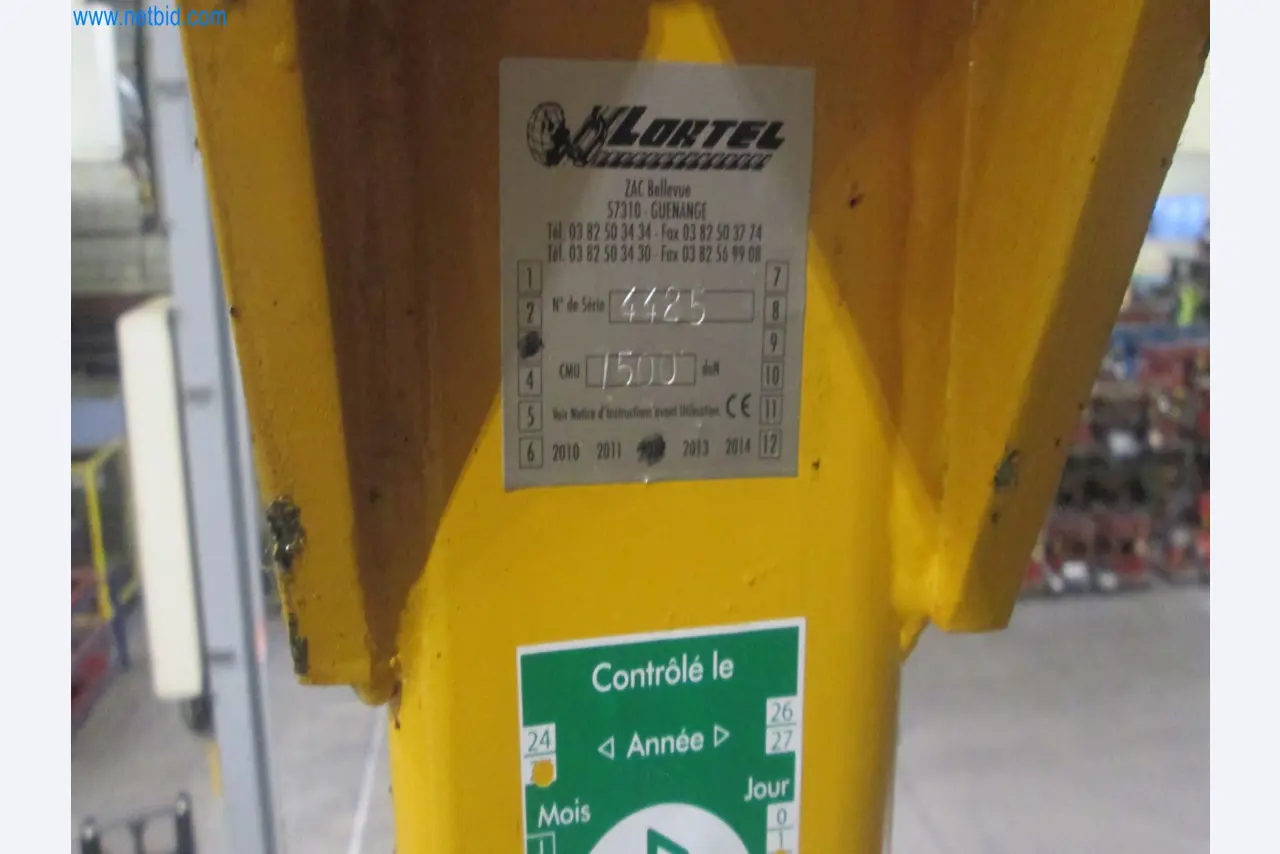 www.netbid.com
LORTEL
ZAC Bellevue
57310 - GUENANGE
Tél. 03 82 50 34 34 - Fax 03 82 50 37 74
Tél. 03 82 50 34 30 - Fax 03 82 56 99 08
1
7
2
N° de Série 4425
8
9
4
CMU 1500 daN
10
5
Voir Notice d'Instructions avant Utilisation CE
11
6
2010 2011 2013 2014
12
Contrôlé le
24
Année
26
27
Mois
Jour
1
0
1